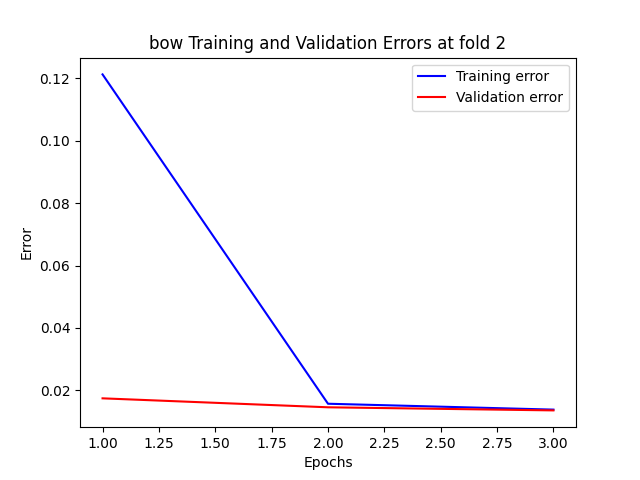 bow Training and Validation Errors at fold 2
Training error
Validation error
0.12
0.10
0.08
0.06
0.04
0.02
Error
1.00 1.25 1.50 1.75 2.00 2.25 2.50 2.75 3.00
Epochs